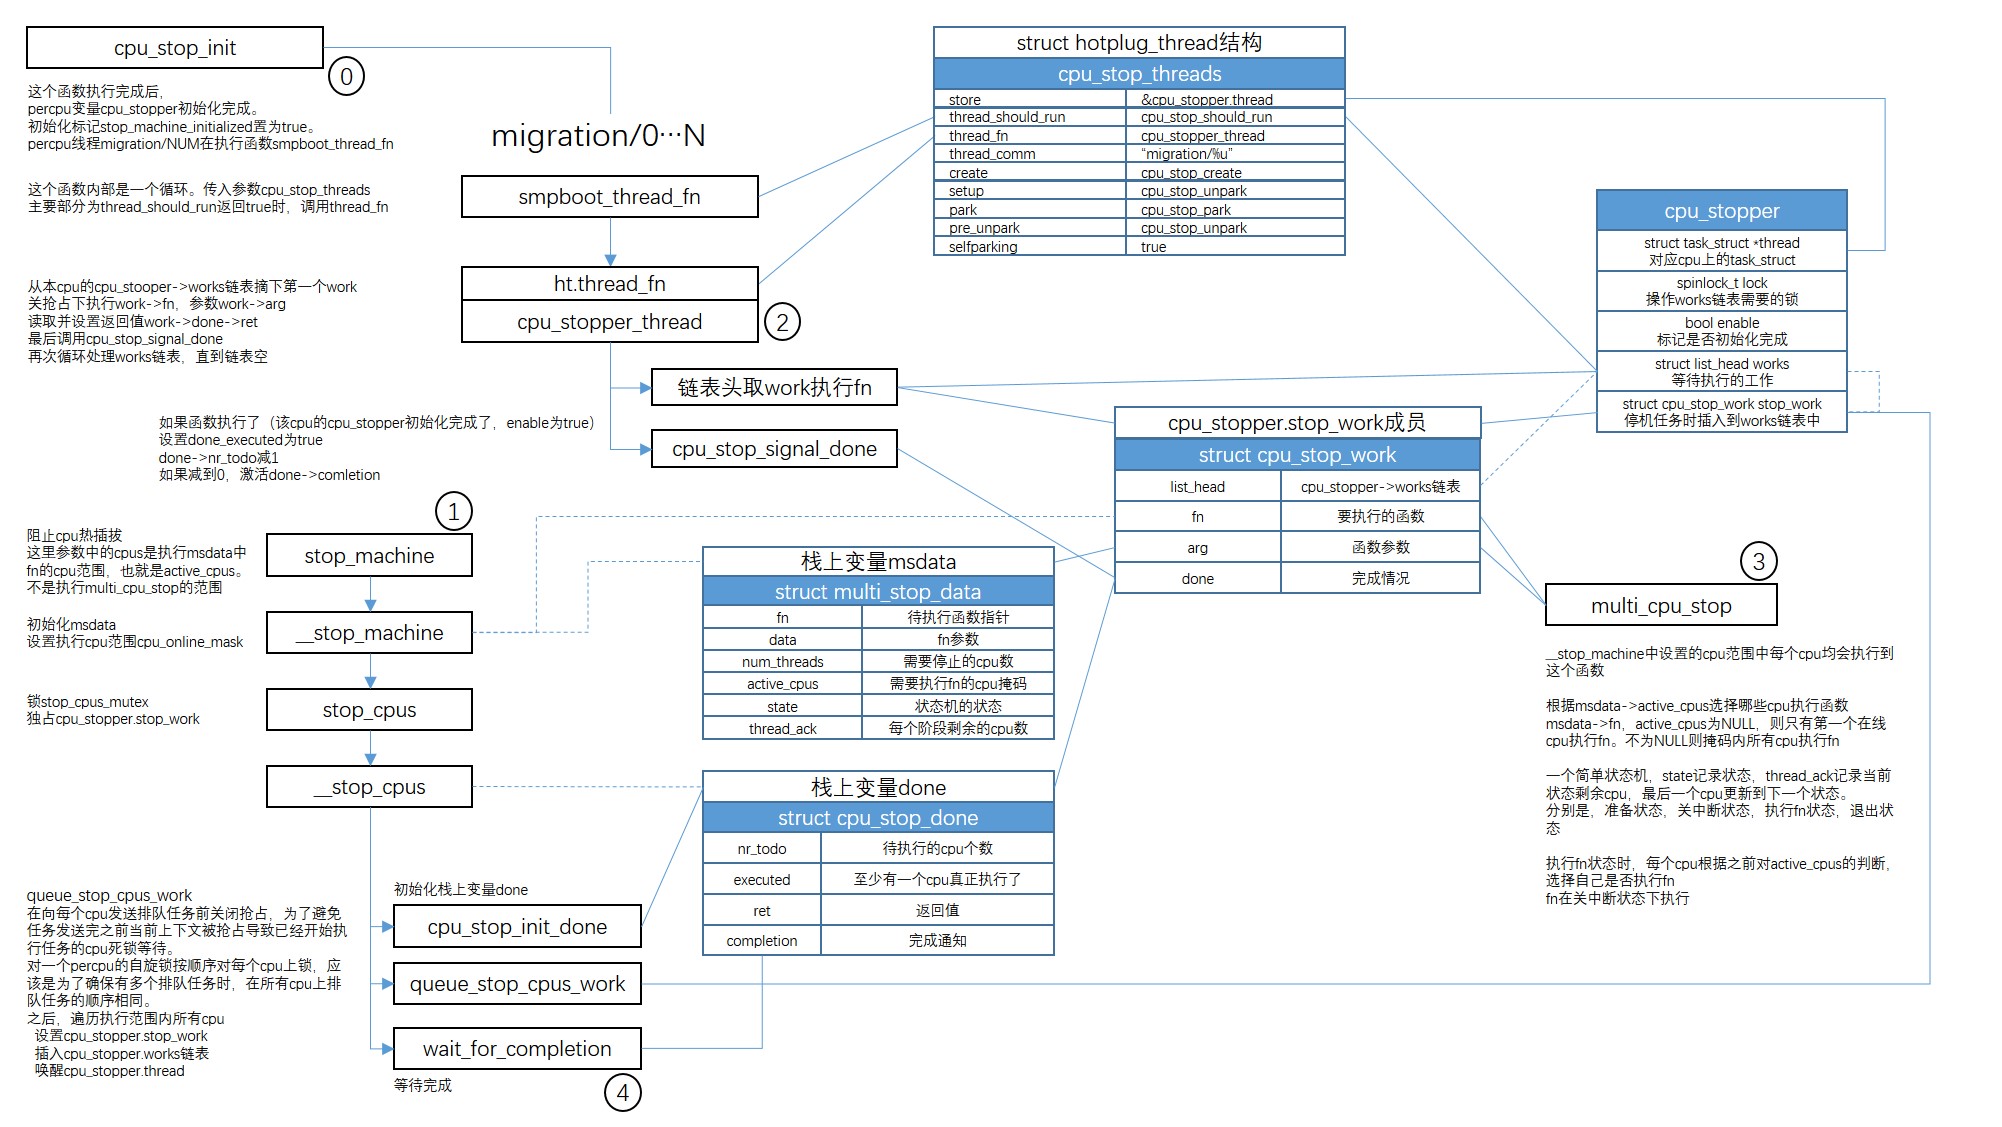 cpu_stop_init
0
这个函数执行完成后，
percpu变量cpu_stopper初始化完成。
初始化标记stop_machine_initialized置为true。
percpu线程migration/NUM在执行函数smpboot_thread_fn
这个函数内部是一个循环。传入参数cpu_stop_threads
主要部分为thread_should_run返回true时，调用thread_fn
migration/0…N
smpboot_thread_fn
ht.thread_fn
cpu_stopper_thread
2
从本cpu的cpu_stooper->works链表摘下第一个work
关抢占下执行work->fn，参数work->arg
读取并设置返回值work->done->ret
最后调用cpu_stop_signal_done
再次循环处理works链表，直到链表空
链表头取work执行fn
cpu_stop_signal_done
如果函数执行了（该cpu的cpu_stopper初始化完成了，enable为true）
设置done_executed为true
done->nr_todo减1
如果减到0，激活done->comletion
struct hotplug_thread结构
cpu_stop_threads
store &cpu_stopper.thread
thread_should_run cpu_stop_should_run
thread_fn cpu_stopper_thread
thread_comm “migration/%u”
create cpu_stop_create
setup cpu_stop_unpark
park cpu_stop_park
pre_unpark cpu_stop_unpark
selfparking true
cpu_stopper
struct task_struct *thread
对应cpu上的task_struct
spinlock_t lock
操作works链表需要的锁
bool enable
标记是否初始化完成
struct list_head works
等待执行的工作
struct cpu_stop_work stop_work
停机任务时插入到works链表中
cpu_stopper.stop_work成员
struct cpu_stop_work
list_head cpu_stopper->works链表
fn 要执行的函数
arg 函数参数
done 完成情况
1
stop_machine
阻止cpu热插拔
这里参数中的cpus是执行msdata中
fn的cpu范围，也就是active_cpus。
不是执行multi_cpu_stop的范围
__stop_machine
初始化msdata
设置执行cpu范围cpu_online_mask
stop_cpus
锁stop_cpus_mutex
独占cpu_stopper.stop_work
__stop_cpus
栈上变量msdata
struct multi_stop_data
fn 待执行函数指针
data fn参数
num_threads 需要停止的cpu数
active_cpus 需要执行fn的cpu掩码
state 状态机的状态
thread_ack 每个阶段剩余的cpu数
栈上变量done
struct cpu_stop_done
nr_todo 待执行的cpu个数
executed 至少有一个cpu真正执行了
ret 返回值
completion 完成通知
3
multi_cpu_stop
__stop_machine中设置的cpu范围中每个cpu均会执行到
这个函数
根据msdata->active_cpus选择哪些cpu执行函数
msdata->fn，active_cpus为NULL，则只有第一个在线
cpu执行fn。不为NULL则掩码内所有cpu执行fn
一个简单状态机，state记录状态，thread_ack记录当前
状态剩余cpu，最后一个cpu更新到下一个状态。
分别是，准备状态，关中断状态，执行fn状态，退出状
态
执行fn状态时，每个cpu根据之前对active_cpus的判断，
选择自己是否执行fn
fn在关中断状态下执行
queue_stop_cpus_work
在向每个cpu发送排队任务前关闭抢占，为了避免
任务发送完之前当前上下文被抢占导致已经开始执
行任务的cpu死锁等待。
对一个percpu的自旋锁按顺序对每个cpu上锁，应
该是为了确保有多个排队任务时，在所有cpu上排
队任务的顺序相同。
之后，遍历执行范围内所有cpu
设置cpu_stopper.stop_work
插入cpu_stopper.works链表
唤醒cpu_stopper.thread
初始化栈上变量done
cpu_stop_init_done
queue_stop_cpus_work
wait_for_completion
等待完成
4